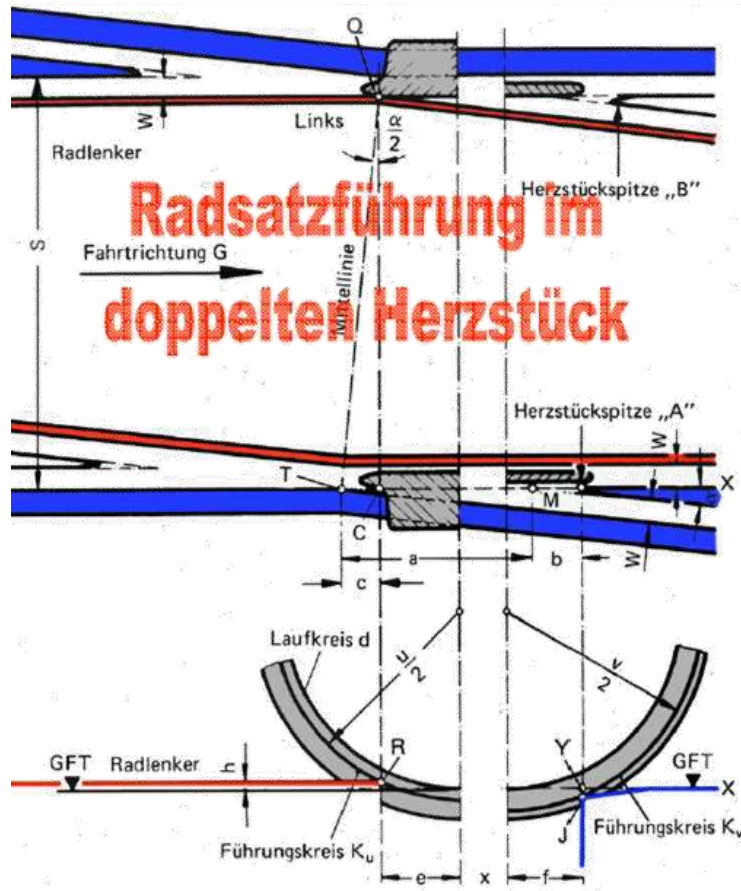 Q
W
Links
α/2
Radlenker
Herzstückspitze „B"
Radsatzführung im
S
Fahrtrichtung G
Mittellinie
doppelten Herzstück
Herzstückspitze „A"
W
T
M
X
α
C
a
b
W
c
Laufkreis d
u/2
v/2
GFT
Radlenker
h
R
Y
GFT
X
J
Führungskreis Kᵤ
Führungskreis Kᵥ
e
x
f